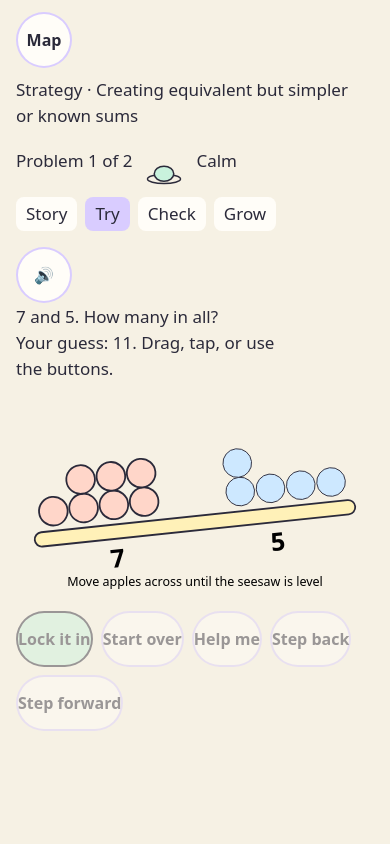 Map
Strategy · Creating equivalent but simpler
or known sums
Problem 1 of 2 Calm
Story Try Check Grow
7 and 5. How many in all?
Your guess: 11. Drag, tap, or use
the buttons.
7 5
Move apples across until the seesaw is level
Lock it in Start over Help me Step back
Step forward